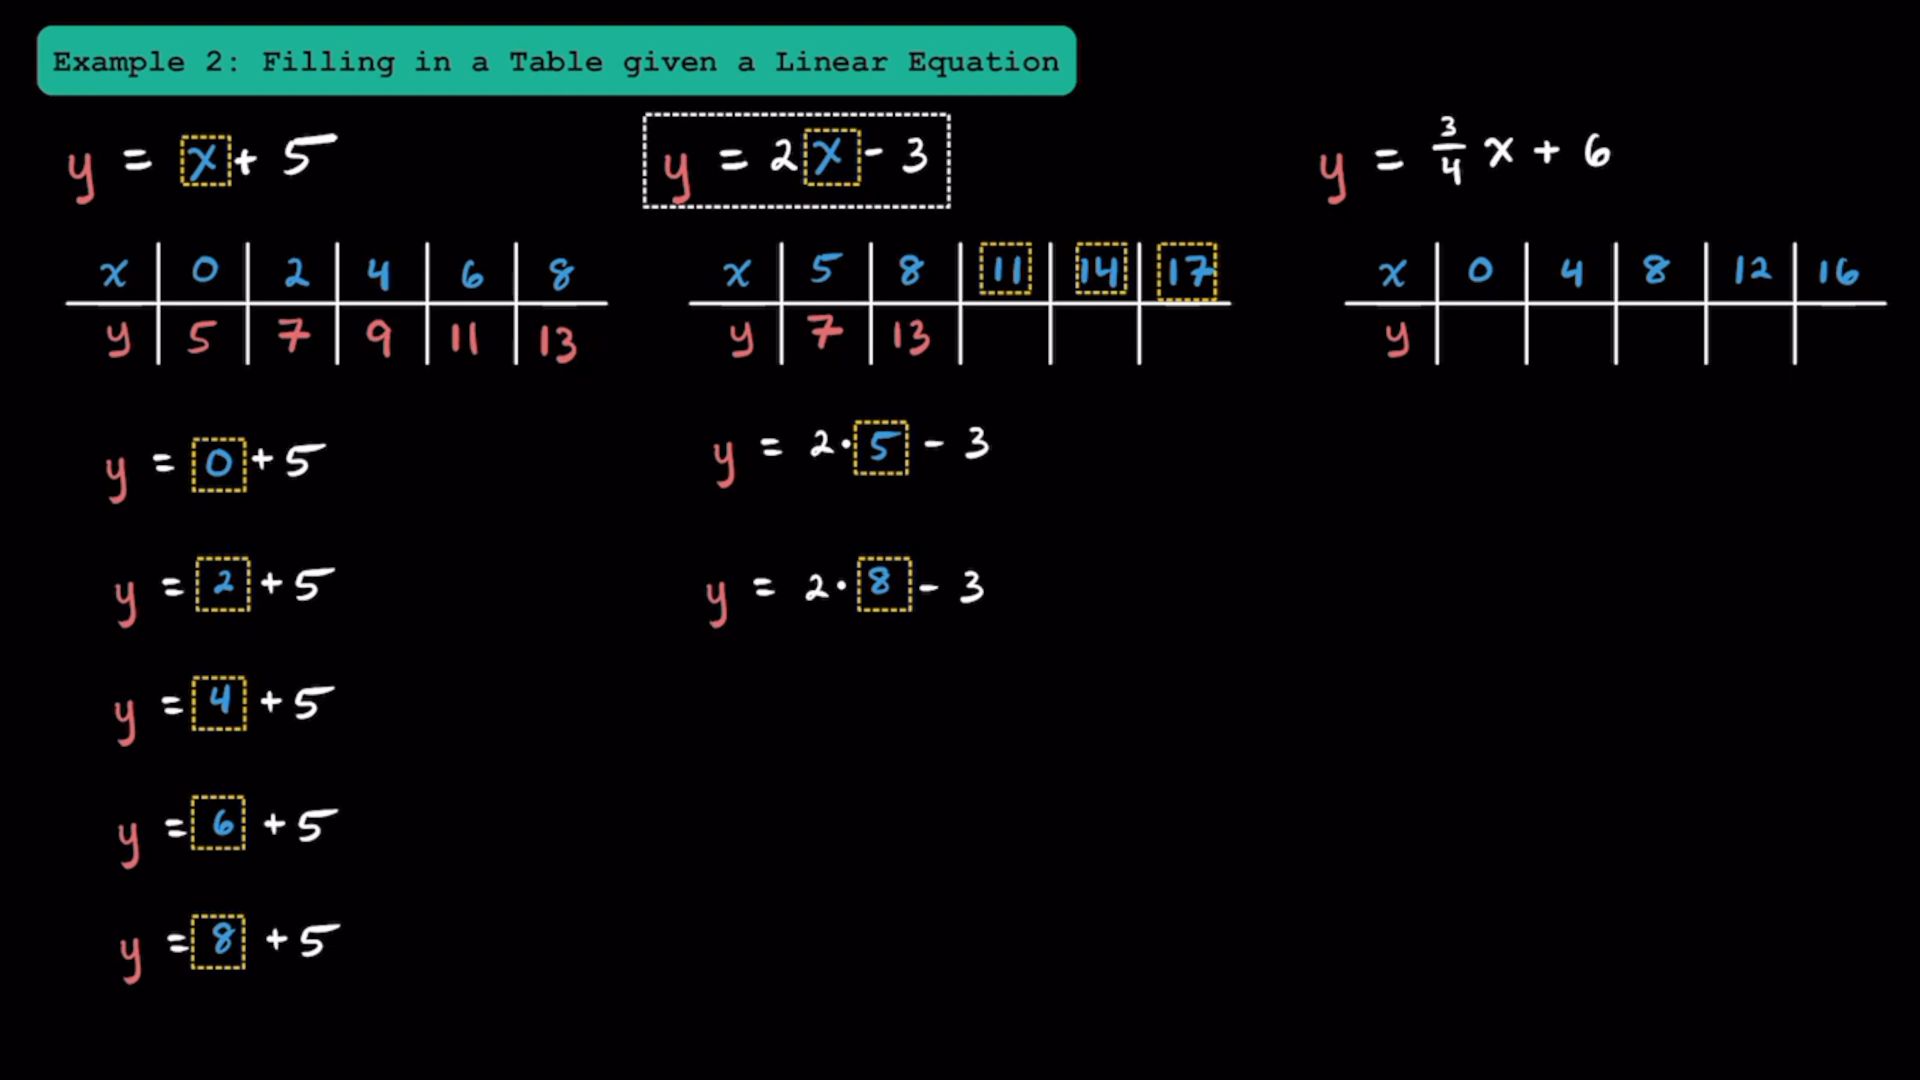 Example 2: Filling in a Table given a Linear Equation
y = x + 5
x 0 2 4 6 8
y 5 7 9 11 13
y = 0 + 5
y = 2 + 5
y = 4 + 5
y = 6 + 5
y = 8 + 5
y = 2x - 3
x 5 8 11 14 17
y 7 13
y = 2 · 5 - 3
y = 2 · 8 - 3
y = 3/4 x + 6
x 0 4 8 12 16
y